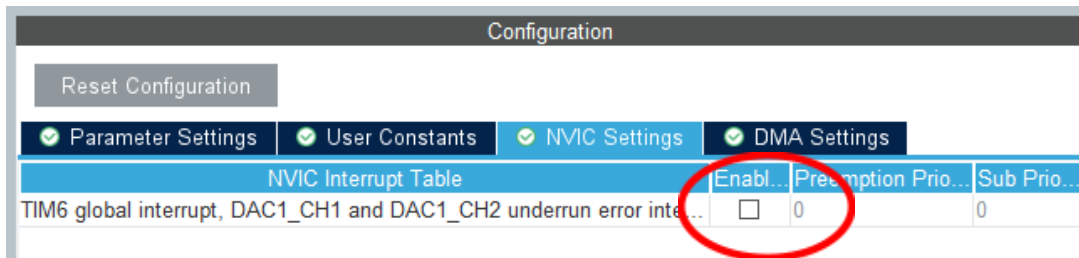 Configuration
Reset Configuration
Parameter Settings User Constants NVIC Settings DMA Settings
NVIC Interrupt Table Enabl... Preemption Prio... Sub Prio...
TIM6 global interrupt, DAC1_CH1 and DAC1_CH2 underrun error inte... 0 0